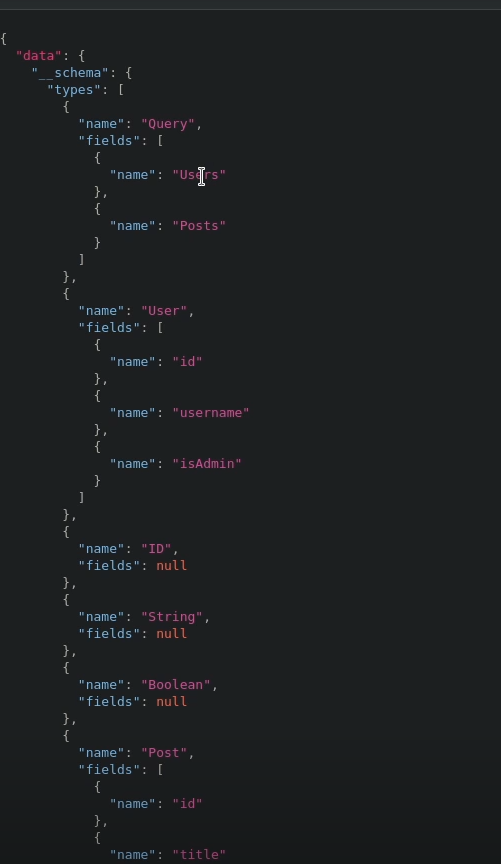 {
  "data": {
    "__schema": {
      "types": [
        {
          "name": "Query",
          "fields": [
            {
              "name": "Users"
            },
            {
              "name": "Posts"
            }
          ]
        },
        {
          "name": "User",
          "fields": [
            {
              "name": "id"
            },
            {
              "name": "username"
            },
            {
              "name": "isAdmin"
            }
          ]
        },
        {
          "name": "ID",
          "fields": null
        },
        {
          "name": "String",
          "fields": null
        },
        {
          "name": "Boolean",
          "fields": null
        },
        {
          "name": "Post",
          "fields": [
            {
              "name": "id"
            },
            {
              "name": "title"